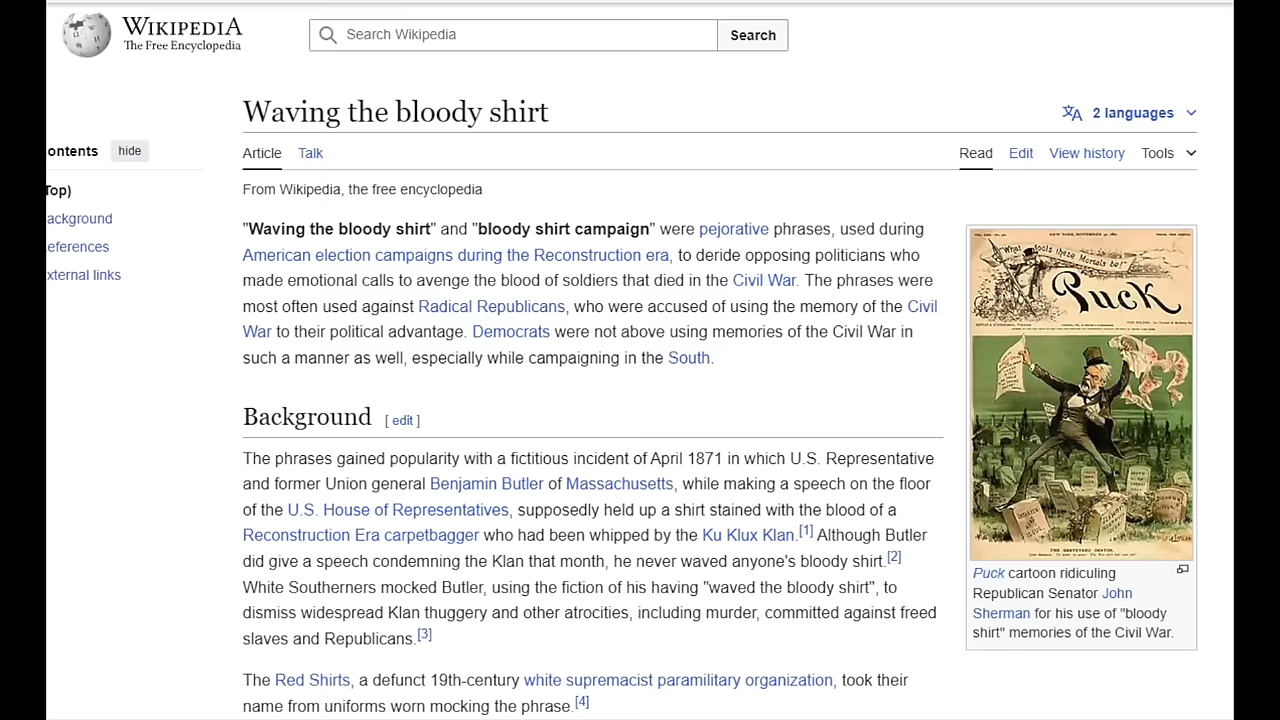 WIKIPEDIA
The Free Encyclopedia
Search Wikipedia
Search
Waving the bloody shirt
2 languages
ontents hide
Top)
ackground
eferences
xternal links
Article Talk
Read Edit View history Tools
From Wikipedia, the free encyclopedia
"Waving the bloody shirt" and "bloody shirt campaign" were pejorative phrases, used during
American election campaigns during the Reconstruction era, to deride opposing politicians who
made emotional calls to avenge the blood of soldiers that died in the Civil War. The phrases were
most often used against Radical Republicans, who were accused of using the memory of the Civil
War to their political advantage. Democrats were not above using memories of the Civil War in
such a manner as well, especially while campaigning in the South.
Background [ edit ]
The phrases gained popularity with a fictitious incident of April 1871 in which U.S. Representative
and former Union general Benjamin Butler of Massachusetts, while making a speech on the floor
of the U.S. House of Representatives, supposedly held up a shirt stained with the blood of a
Reconstruction Era carpetbagger who had been whipped by the Ku Klux Klan.[1] Although Butler
did give a speech condemning the Klan that month, he never waved anyone's bloody shirt.[2]
White Southerners mocked Butler, using the fiction of his having "waved the bloody shirt", to
dismiss widespread Klan thuggery and other atrocities, including murder, committed against freed
slaves and Republicans.[3]
The Red Shirts, a defunct 19th-century white supremacist paramilitary organization, took their
name from uniforms worn mocking the phrase.[4]
"What fools these Mortals be!"
Puck
THE GRAVEYARD ORATOR.
Puck cartoon ridiculing
Republican Senator John
Sherman for his use of "bloody
shirt" memories of the Civil War.